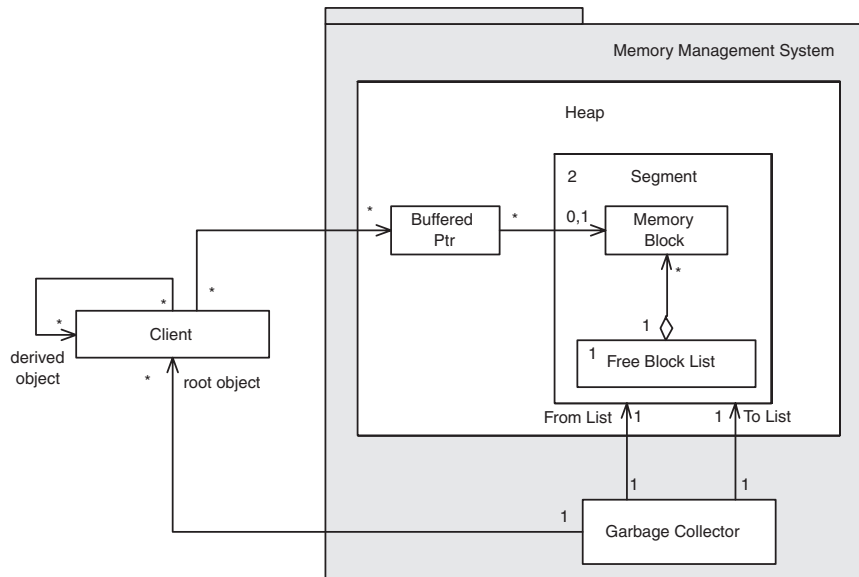 Memory Management System
Heap
2
Segment
*
Buffered
Ptr
*
0,1
Memory
Block
*
*
*
*
Client
1
derived
object
1
Free Block List
*
root object
From List
1
1
To List
1
1
1
Garbage Collector